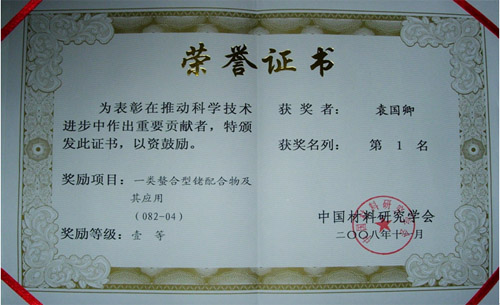 荣誉证书
为表彰在推动科学技术
进步中作出重要贡献者，特颁
发此证书，以资鼓励。
奖励项目：一类螯合型铑配合物及
其应用
（082-04）
奖励等级：壹 等
获 奖 者： 袁国卿
获奖名列： 第 1 名
中国材料研究学会
二〇〇八年十一月